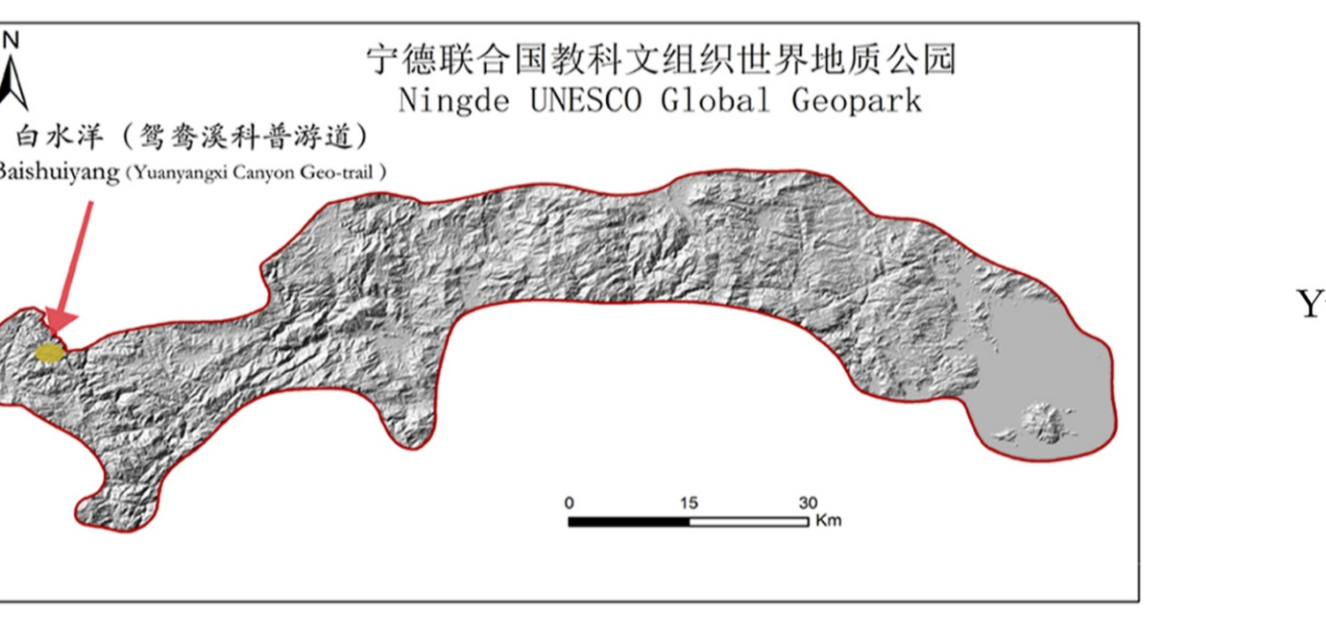 N
宁德联合国教科文组织世界地质公园
Ningde UNESCO Global Geopark
白水洋（鸳鸯溪科普游道）
Baishuiyang (Yuanyangxi Canyon Geo-trail )
0 15 30
Km
Y